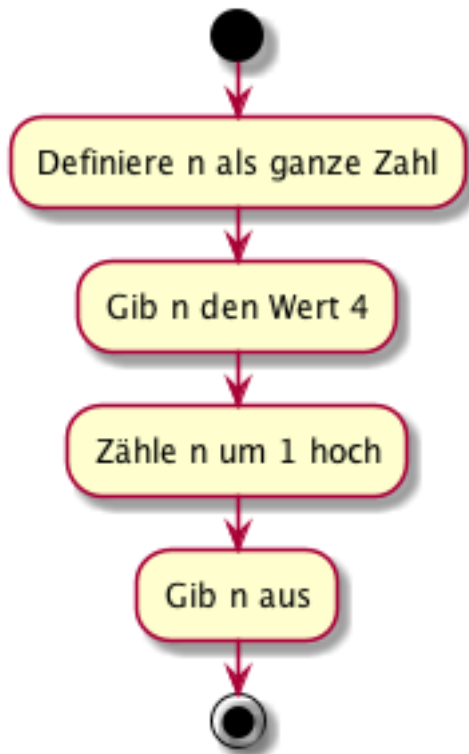 Definiere n als ganze Zahl
Gib n den Wert 4
Zähle n um 1 hoch
Gib n aus